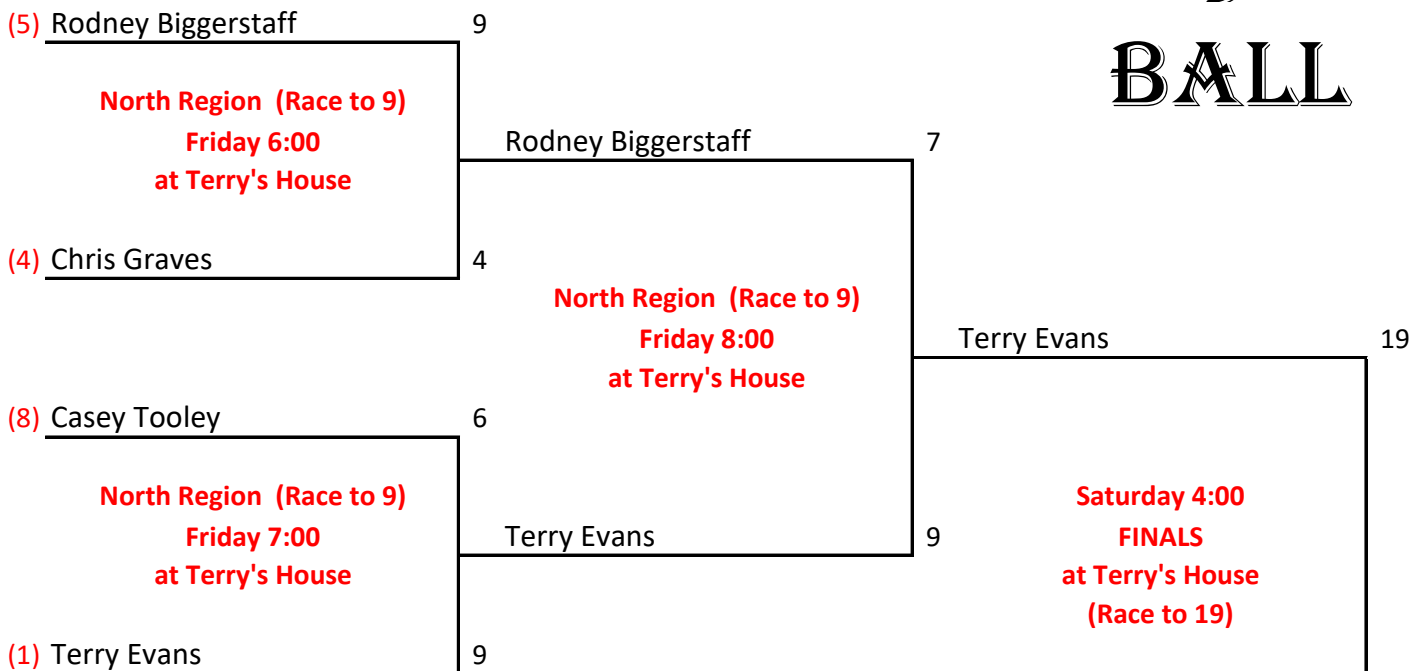 (5) Rodney Biggerstaff 9
BALL
North Region (Race to 9)
Friday 6:00
at Terry's House
Rodney Biggerstaff 7
(4) Chris Graves 4
North Region (Race to 9)
Friday 8:00
at Terry's House
Terry Evans 19
(8) Casey Tooley 6
North Region (Race to 9)
Friday 7:00
at Terry's House
Terry Evans 9
Saturday 4:00
FINALS
at Terry's House
(Race to 19)
(1) Terry Evans 9